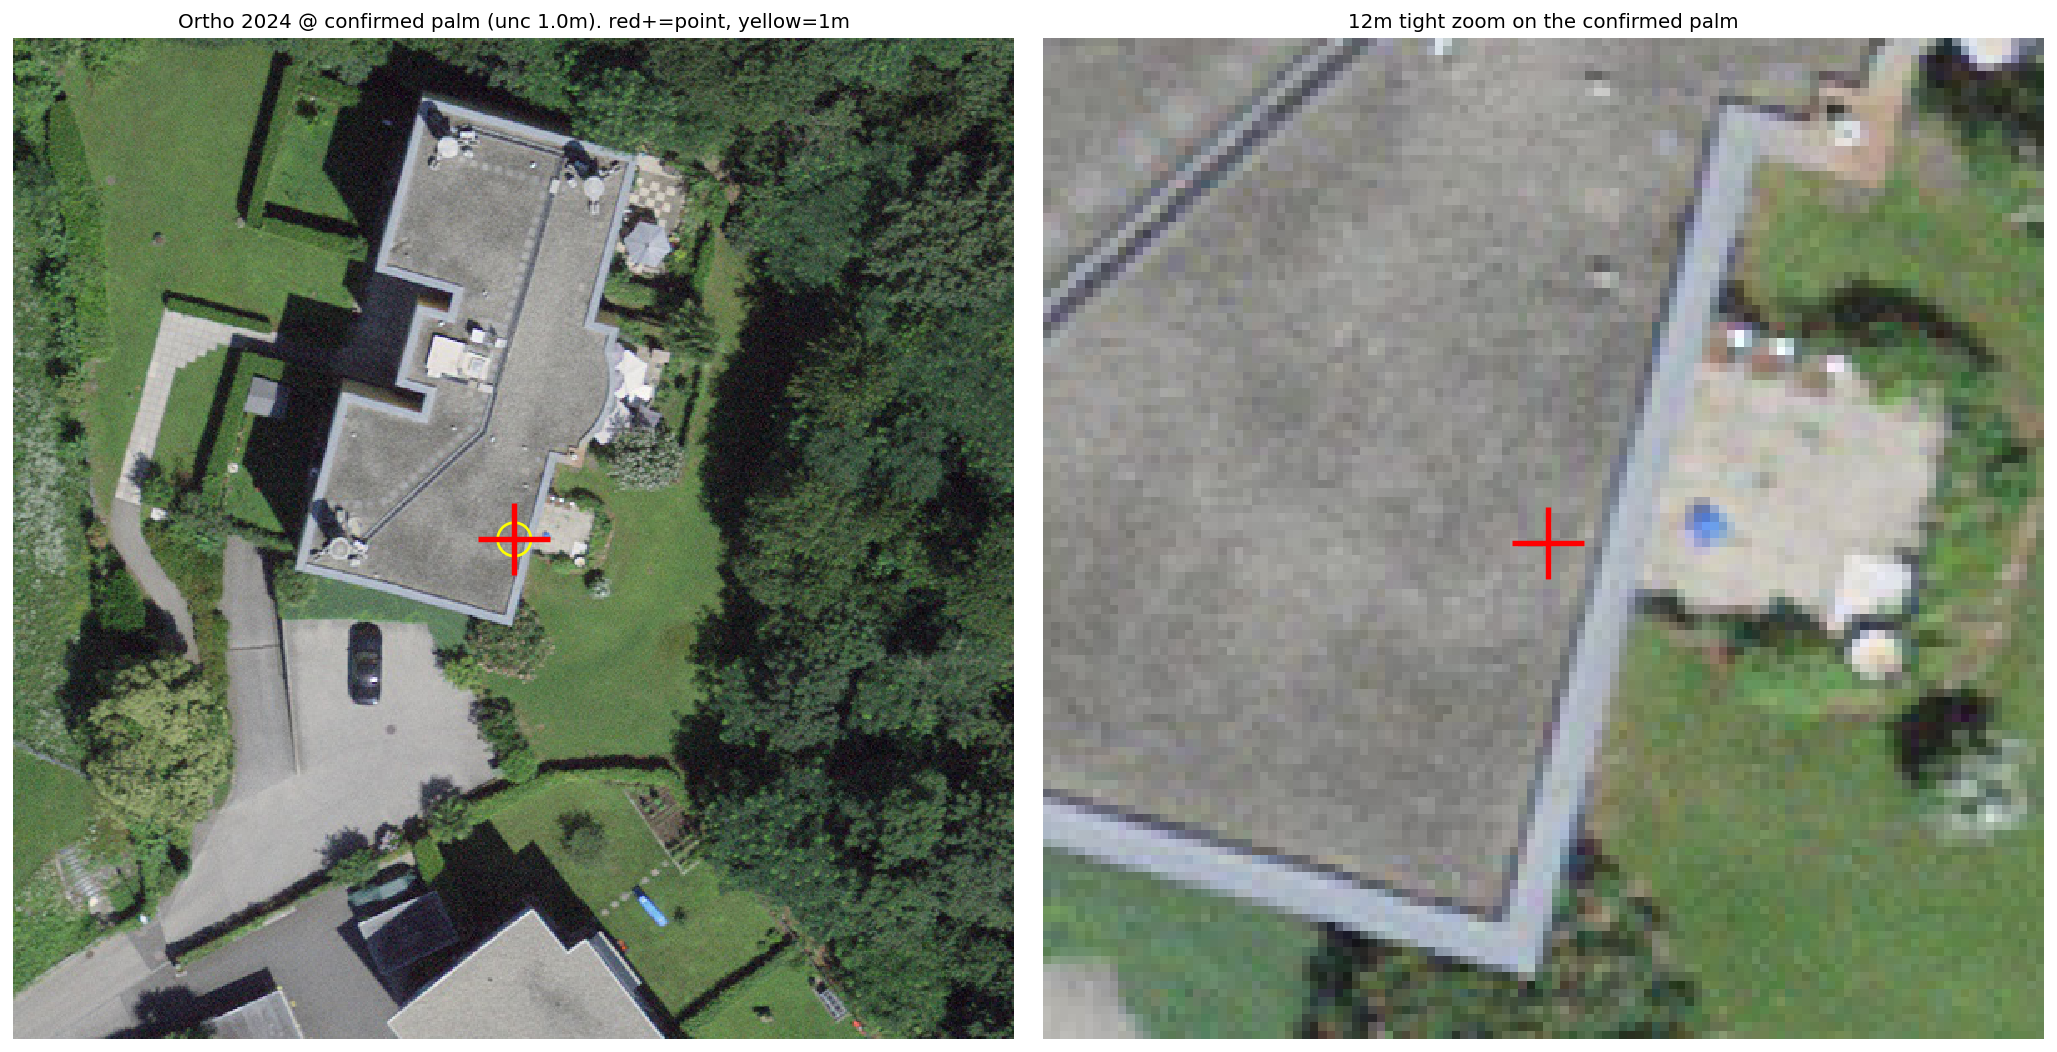 Ortho 2024 @ confirmed palm (unc 1.0m). red+=point, yellow=1m
12m tight zoom on the confirmed palm